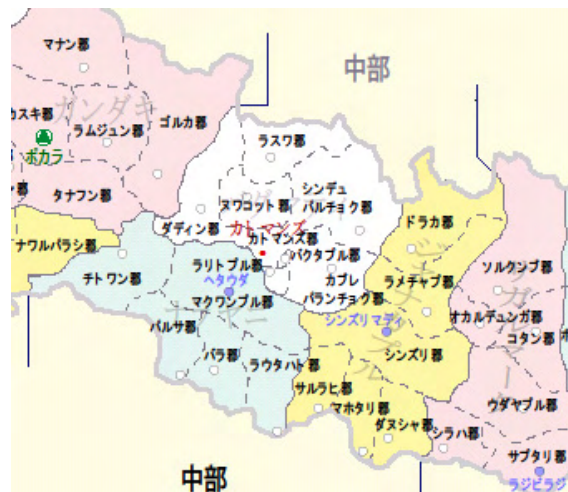 マナン郡
中部
カスキ郡
ガンダキ
ゴルカ郡
ラムジュン郡
ラスワ郡
ポカラ
タナフン郡
ヌワコット郡
シンデュ
パルチョク郡
ドラカ郡
ダディン郡
カトマンズ
カトマンズ郡
ナワルパラシ郡
バクタプル郡
チトワン郡
ラリトプル郡
ヘタウダ
カブレ
パランチョク郡
ラメチャプ郡
ソルクンブ郡
マクワンプル郡
シンズリ マディ
オカルデュンガ郡
コタン郡
パルサ郡
バラ郡
ラウタハト郡
シンズリ郡
サルラヒ郡
マホタリ郡
ウダヤプル郡
ダヌシャ郡
シラハ郡
サプタリ郡
ラジビラジ
中部